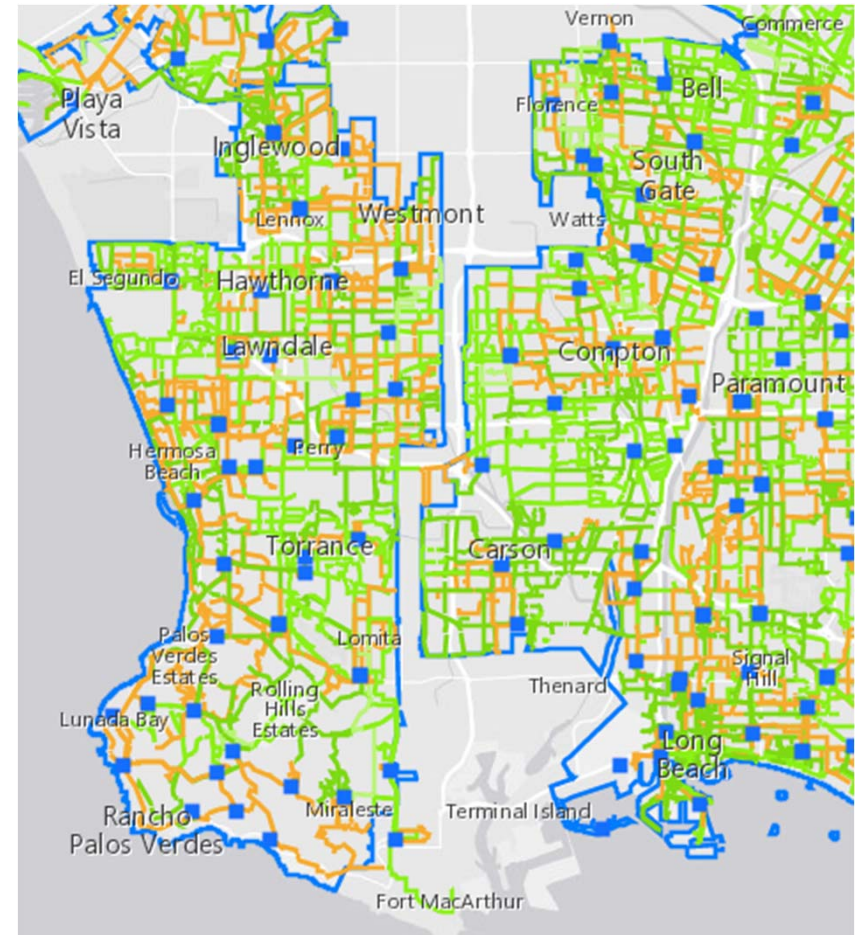 Vernon
Commerce
Playa
Vista
Florence
Bell
Inglewood
South
Gate
Lennox
Westmont
Watts
El Segundo
Hawthorne
Lawndale
Compton
Paramount
Hermosa
Beach
Perry
Torrance
Carson
Palos
Verdes
Estates
Lomita
Rolling
Hills
Estates
Signal
Hill
Thenard
Lunada Bay
Long
Beach
Rancho
Palos Verdes
Miraleste
Terminal Island
Fort MacArthur